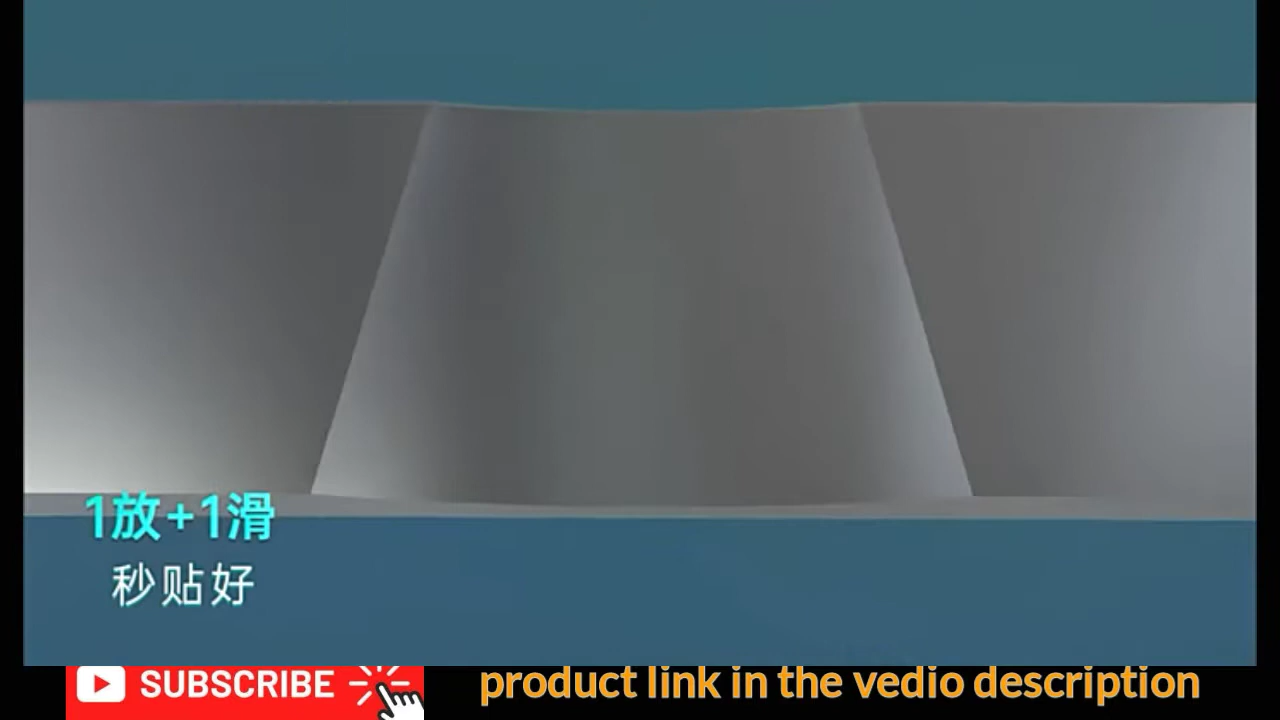 1放+1滑
秒贴好
SUBSCRIBE
product link in the vedio description